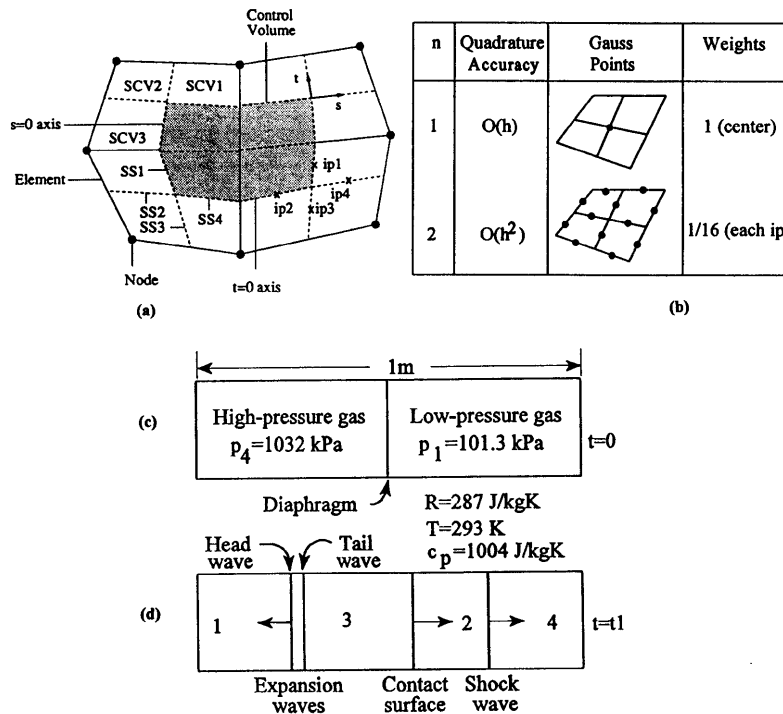 Control
Volume
SCV2 SCV1
t
s
s=0 axis
SCV3
SS1
ip1
ip4
Element
SS2
SS3
SS4
ip2
ip3
Node
t=0 axis
(a)
n Quadrature Accuracy Gauss Points Weights
1 O(h) 1 (center)
2 O(h²) 1/16 (each ip
(b)
1m
(c)
High-pressure gas
p4=1032 kPa
Low-pressure gas
p1=101.3 kPa
t=0
Diaphragm
R=287 J/kgK
T=293 K
cp=1004 J/kgK
Head wave
Tail wave
(d)
1 3 2 4
t=t1
Expansion waves
Contact surface
Shock wave